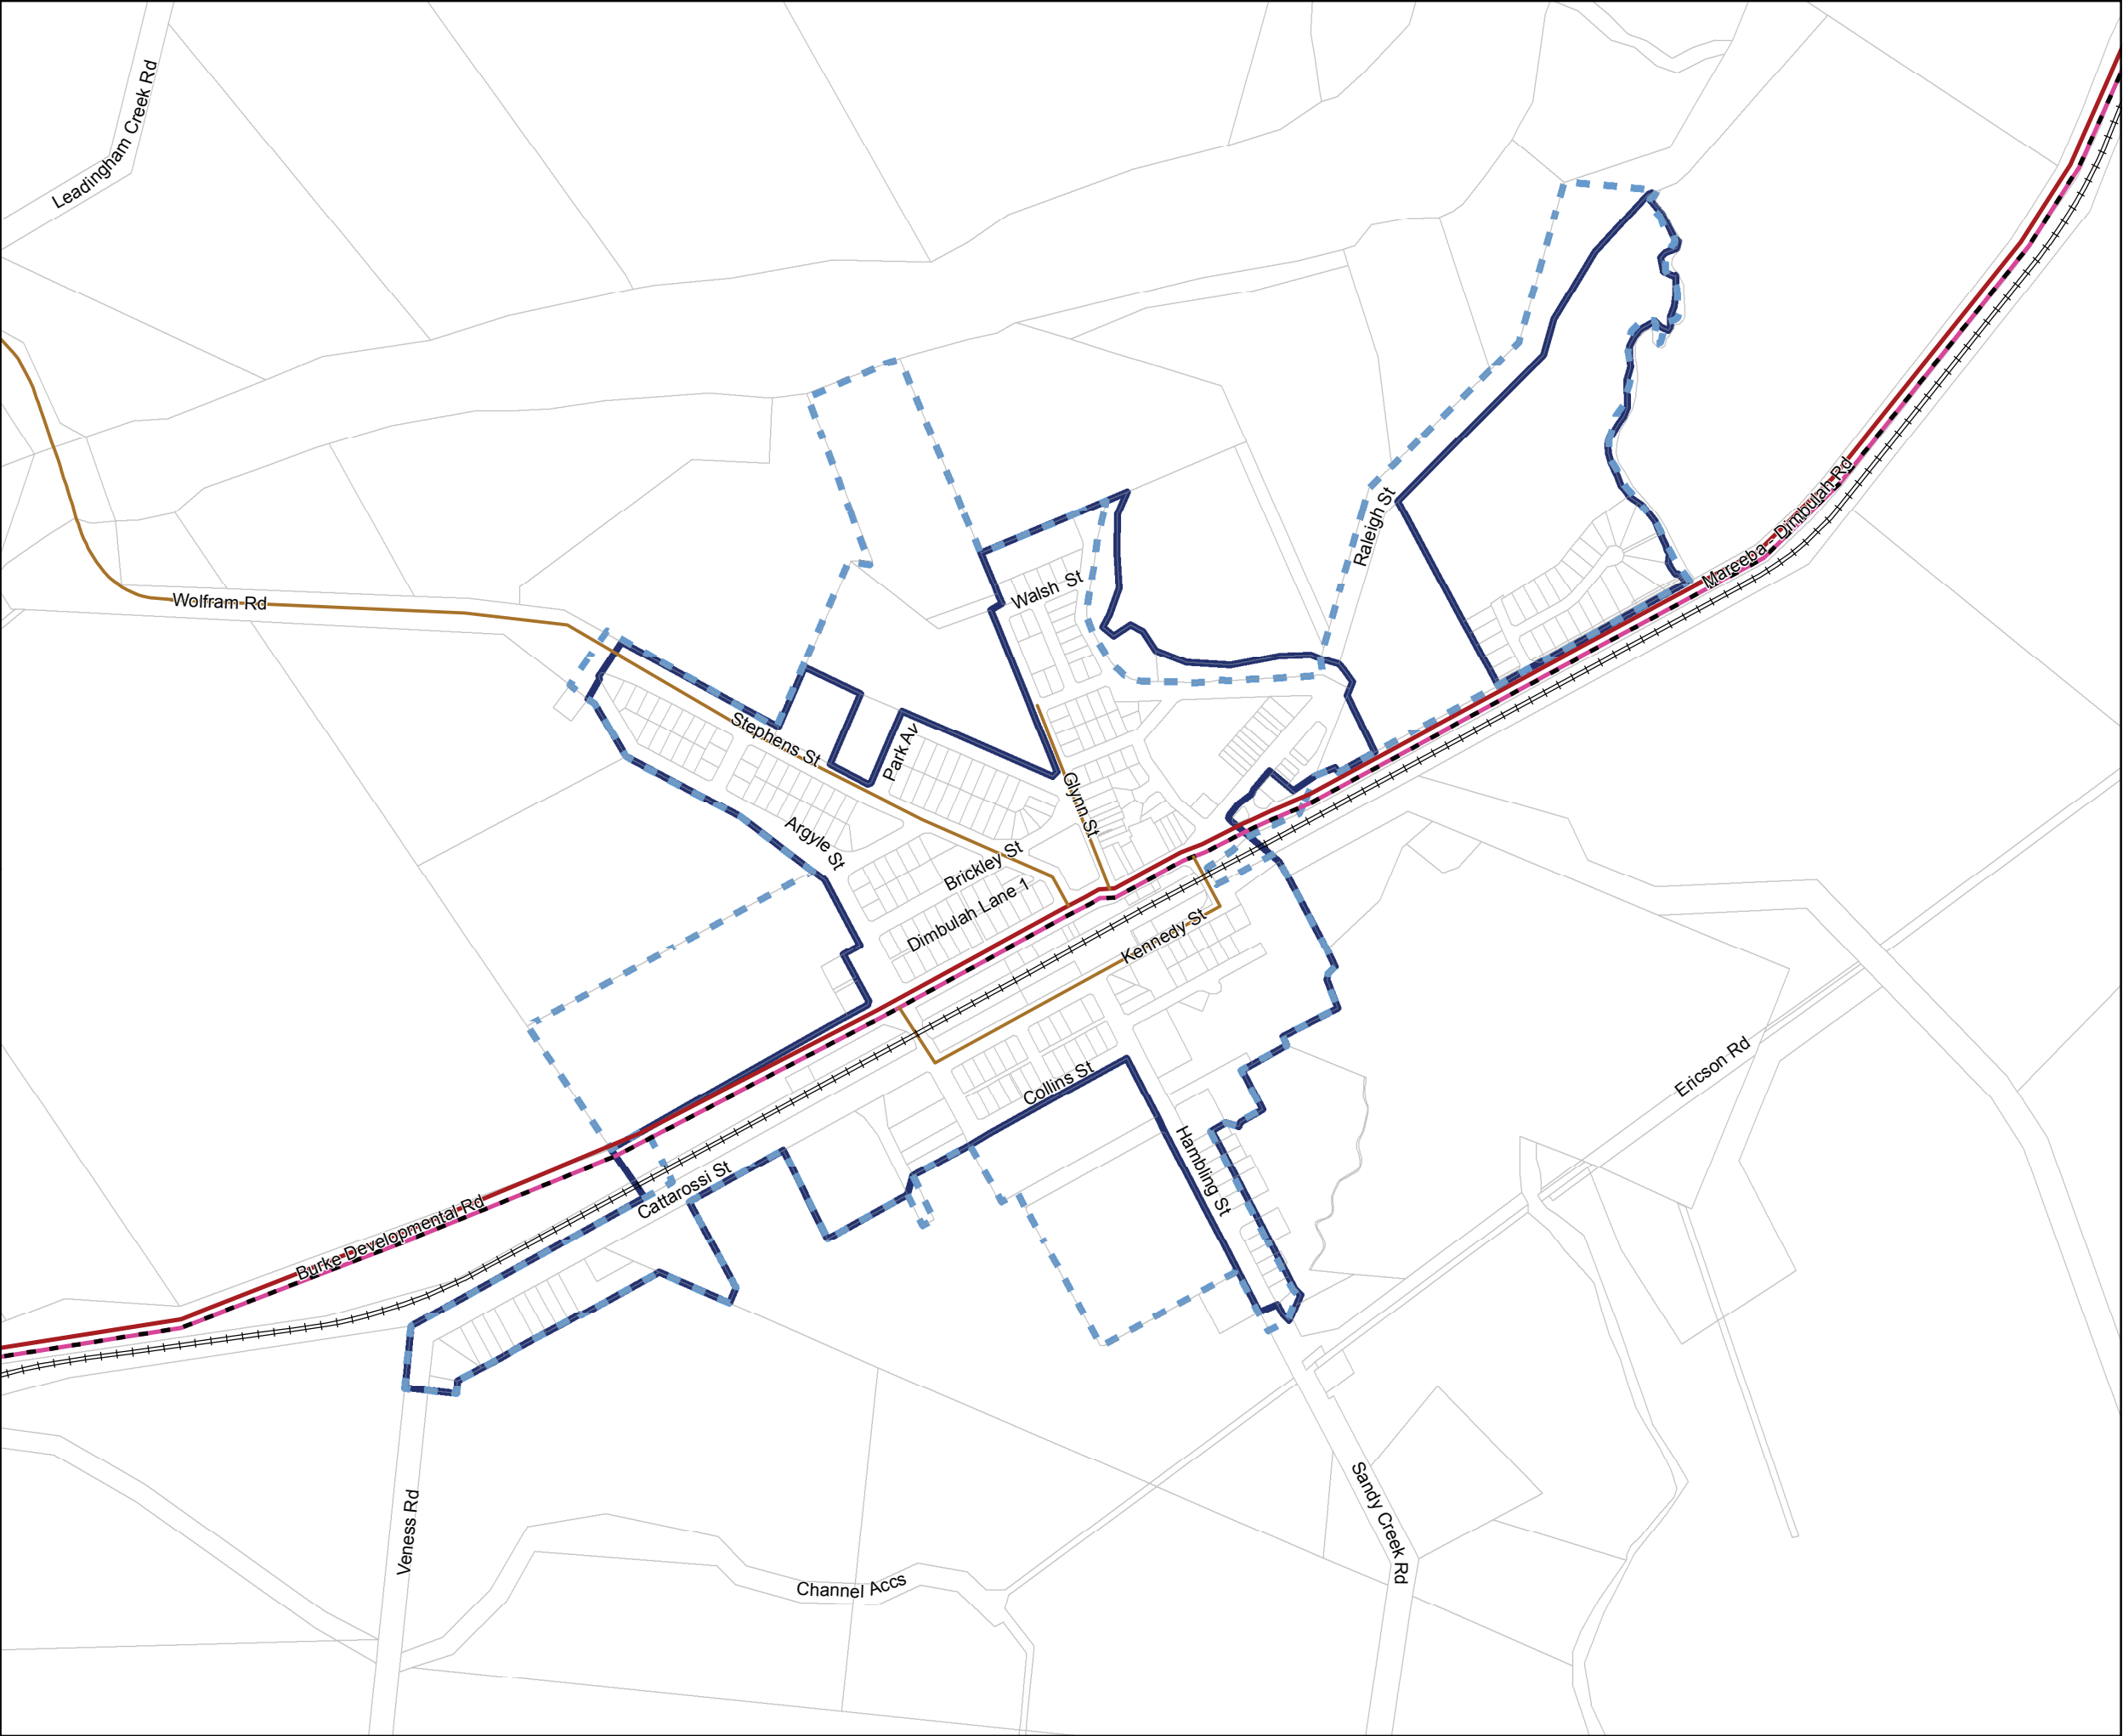 Leadingham Creek Rd
Mareeba - Dimbulah Rd
Raleigh St
Walsh St
Wolfram Rd
Stephens St
Park Av
Glynn St
Argyle St
Brickley St
Dimbulah Lane 1
Kennedy St
Collins St
Ericson Rd
Hambling St
Cattarossi St
Burke Developmental Rd
Veness Rd
Sandy Creek Rd
Channel Accs